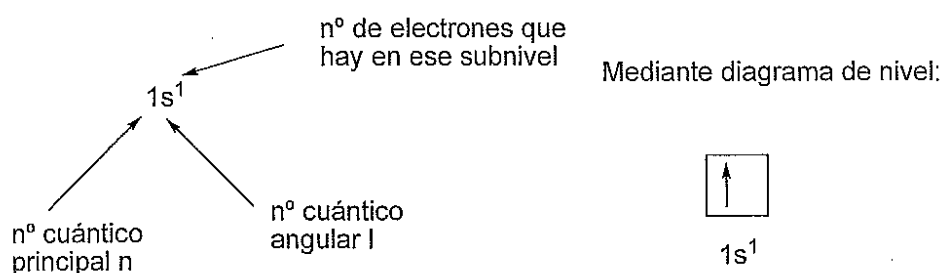 nº de electrones que
hay en ese subnivel
Mediante diagrama de nivel:
1s¹
nº cuántico
principal n
nº cuántico
angular l
1s¹